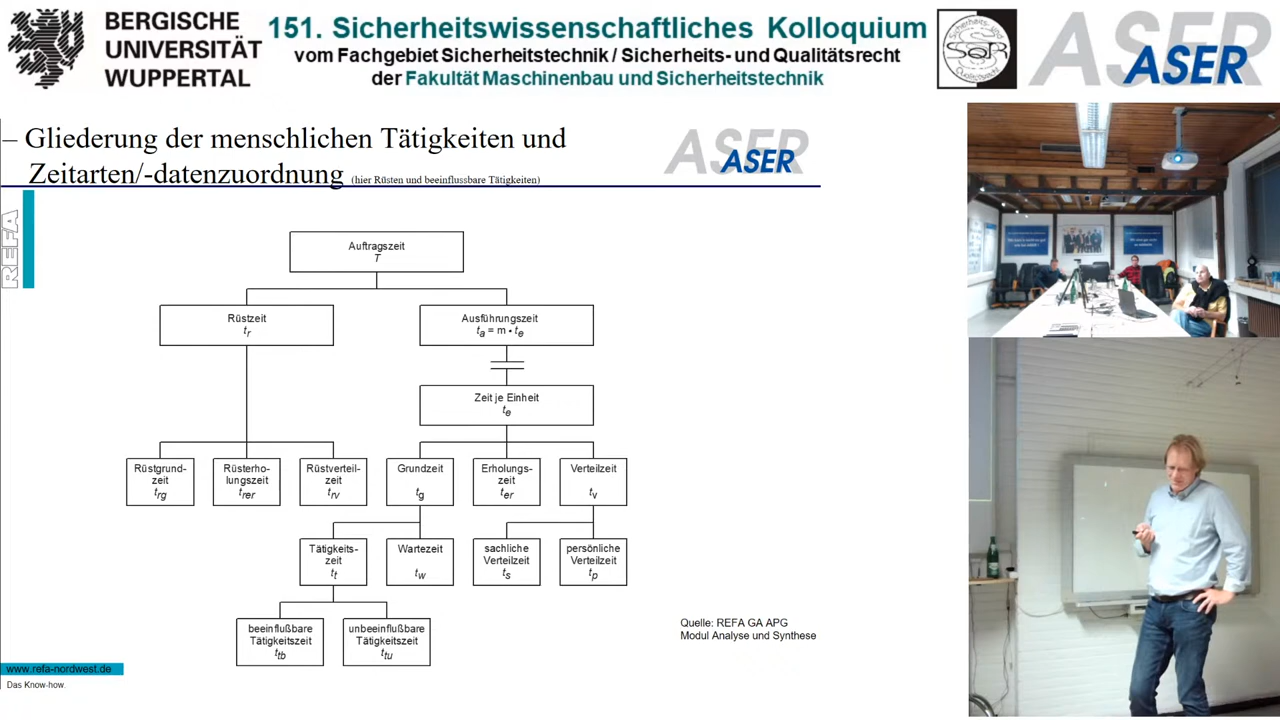 BERGISCHE
UNIVERSITÄT
WUPPERTAL
151. Sicherheitswissenschaftliches Kolloquium
vom Fachgebiet Sicherheitstechnik / Sicherheits- und Qualitätsrecht
der Fakultät Maschinenbau und Sicherheitstechnik
SQR
ASER
ASER
– Gliederung der menschlichen Tätigkeiten und
Zeitarten/-datenzuordnung (hier Rüsten und beeinflussbare Tätigkeiten)
ASER
ASER
REFA
Auftragszeit
T
Rüstzeit
tr
Ausführungszeit
ta = m • te
Zeit je Einheit
te
Rüstgrund-
zeit
trg
Rüsterho-
lungszeit
trer
Rüstverteil-
zeit
trv
Grundzeit
tg
Erholungs-
zeit
ter
Verteilzeit
tv
Tätigkeits-
zeit
tt
Wartezeit
tw
sachliche
Verteilzeit
ts
persönliche
Verteilzeit
tp
beeinflußbare
Tätigkeitszeit
ttb
unbeeinflußbare
Tätigkeitszeit
ttu
Quelle: REFA GA APG
Modul Analyse und Synthese
www.refa-nordwest.de
Das Know-how.